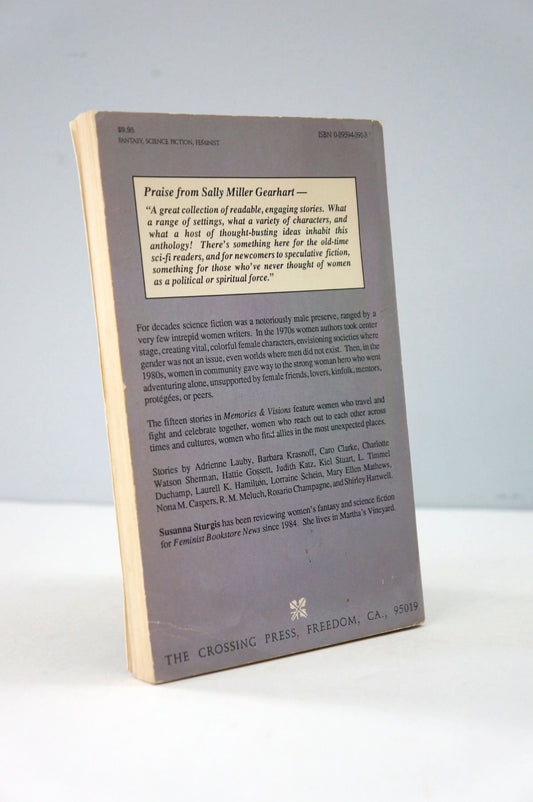 $9.95
ISBN 0-89594-391-3
FANTASY, SCIENCE FICTION, FEMINIST
Praise from Sally Miller Gearhart —
“A great collection of readable, engaging stories. What
a range of settings, what a variety of characters, and
what a host of thought-busting ideas inhabit this
anthology! There's something here for the old-time
sci-fi readers, and for newcomers to speculative fiction,
something for those who've never thought of women
as a political or spiritual force.”
For decades science fiction was a notoriously male preserve, ranged by a
very few intrepid women writers. In the 1970s women authors took center
stage, creating vital, colorful female characters, envisioning societies where
gender was not an issue, even worlds where men did not exist. Then, in the
1980s, women in community gave way to the strong woman hero who went
adventuring alone, unsupported by female friends, lovers, kinfolk, mentors,
protégées, or peers.
The fifteen stories in Memories & Visions feature women who travel and
fight and celebrate together, women who reach out to each other across
times and cultures, women who find allies in the most unexpected places.
Stories by Adrienne Lauby, Barbara Krasnoff, Caro Clarke, Charlotte
Watson Sherman, Hattie Gossett, Judith Katz, Kiel Stuart, L. Timmel
Duchamp, Laurell K. Hamilton, Lorraine Schein, Mary Ellen Mathews,
Nona M. Caspers, R. M. Meluch, Rosario Champagne, and Shirley Hartwell.
Susanna Sturgis has been reviewing women's fantasy and science fiction
for Feminist Bookstore News since 1984. She lives in Martha's Vineyard.
THE CROSSING PRESS, FREEDOM, CA., 95019